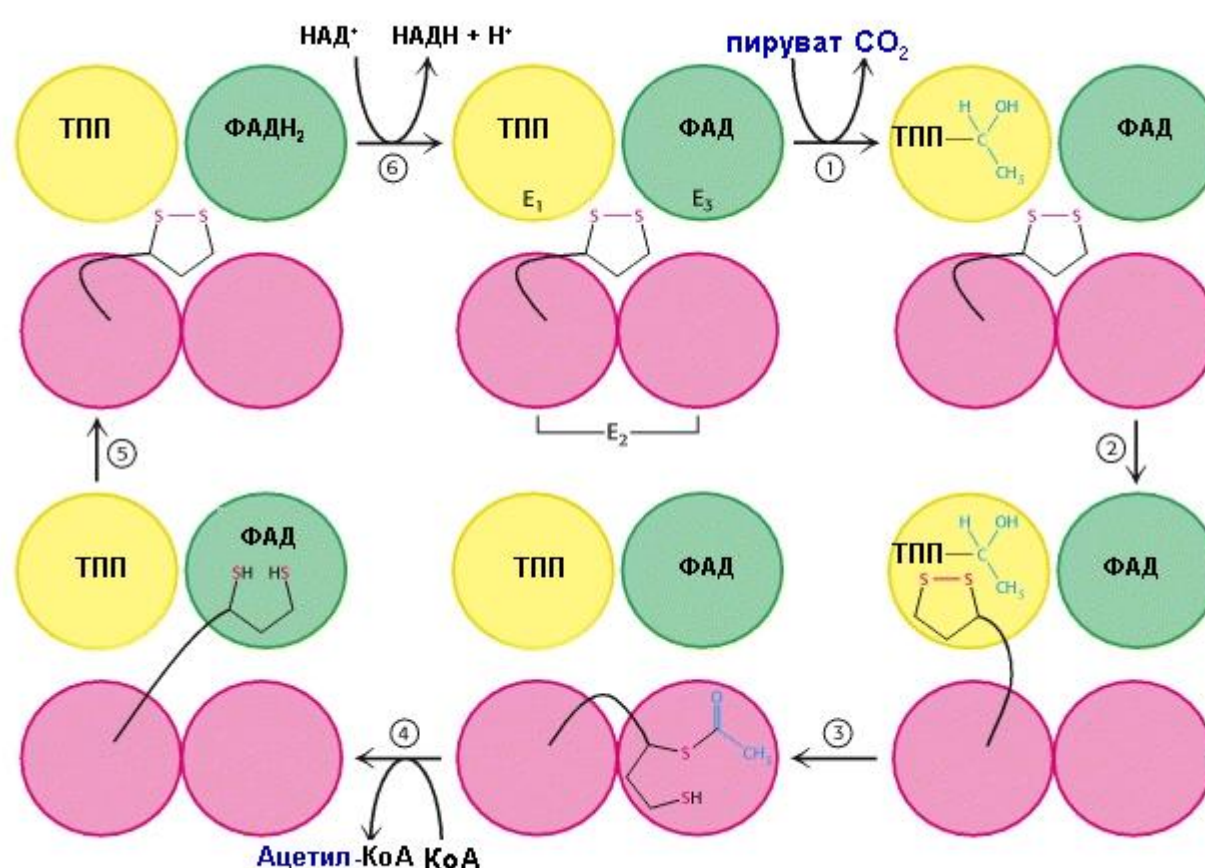 НАД⁺ НАДН + Н⁺
пируват CO₂
ТПП ФАДН₂
⑥
ТПП ФАД
E₁ E₃
①
ТПП H OH C CH₃
ФАД
S S
S S
S S
E₂
⑤
②
ТПП ФАД
SH HS
ТПП ФАД
ТПП H OH C CH₃
S S
ФАД
O
S CH₃
SH
④
③
Ацетил-КоА КоА